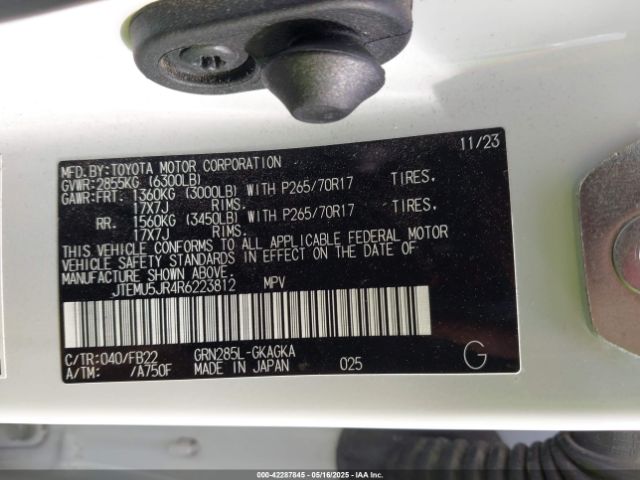 11/23
MFD.BY:TOYOTA MOTOR CORPORATION
GVWR:2855KG (6300LB)
GAWR:FRT. 1360KG (3000LB) WITH P265/70R17 TIRES.
17X7J RIMS.
RR. 1560KG (3450LB) WITH P265/70R17 TIRES.
17X7J RIMS.
THIS VEHICLE CONFORMS TO ALL APPLICABLE FEDERAL MOTOR
VEHICLE SAFETY STANDARDS IN EFFECT ON THE DATE OF
MANUFACTURE SHOWN ABOVE.
JTEMU5JR4R6223812 MPV
C/TR:040/FB22 GRN285L-GKAGKA
A/TM: /A750F MADE IN JAPAN 025 G
000-42287845 - 05/16/2025 - IAA, Inc.